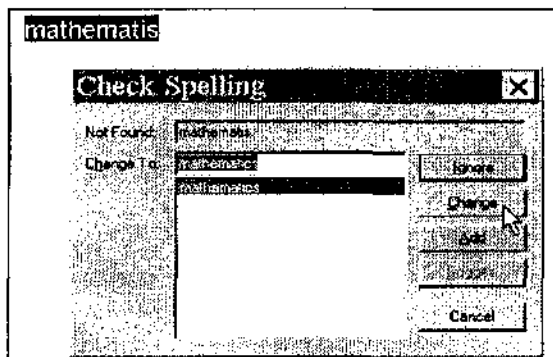 mathematis
Check Spelling
Not Found: mathematis
Change To: mathematics
mathematics
Ignore
Change
Add
Cancel